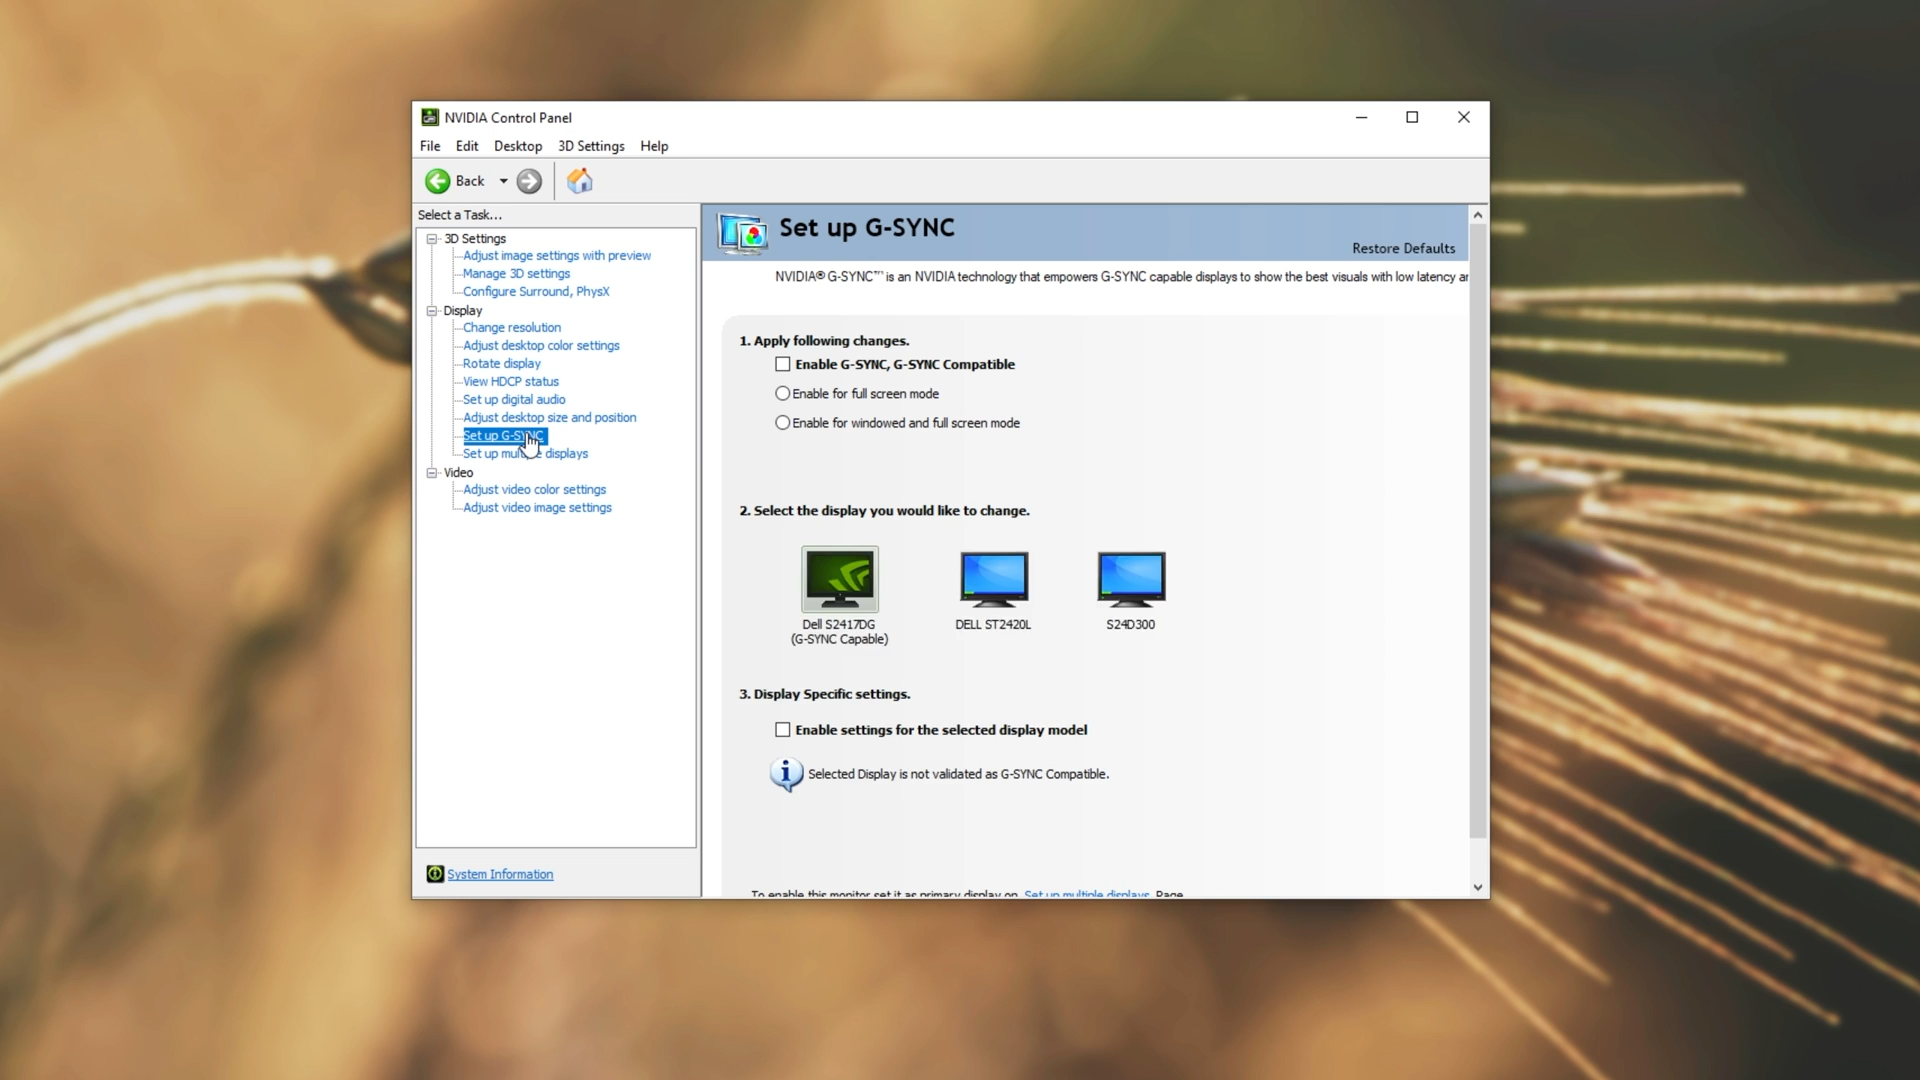 NVIDIA Control Panel
File Edit Desktop 3D Settings Help
Back
Select a Task...
3D Settings
Adjust image settings with preview
Manage 3D settings
Configure Surround, PhysX
Display
Change resolution
Adjust desktop color settings
Rotate display
View HDCP status
Set up digital audio
Adjust desktop size and position
Set up G-SYNC
Set up multiple displays
Video
Adjust video color settings
Adjust video image settings
System Information
Set up G-SYNC
Restore Defaults
NVIDIA® G-SYNC™ is an NVIDIA technology that empowers G-SYNC capable displays to show the best visuals with low latency ar
1. Apply following changes.
Enable G-SYNC, G-SYNC Compatible
Enable for full screen mode
Enable for windowed and full screen mode
2. Select the display you would like to change.
Dell S2417DG
(G-SYNC Capable)
DELL ST2420L
S24D300
3. Display Specific settings.
Enable settings for the selected display model
Selected Display is not validated as G-SYNC Compatible.
To enable this monitor set it as primary display on Set up multiple displays Page